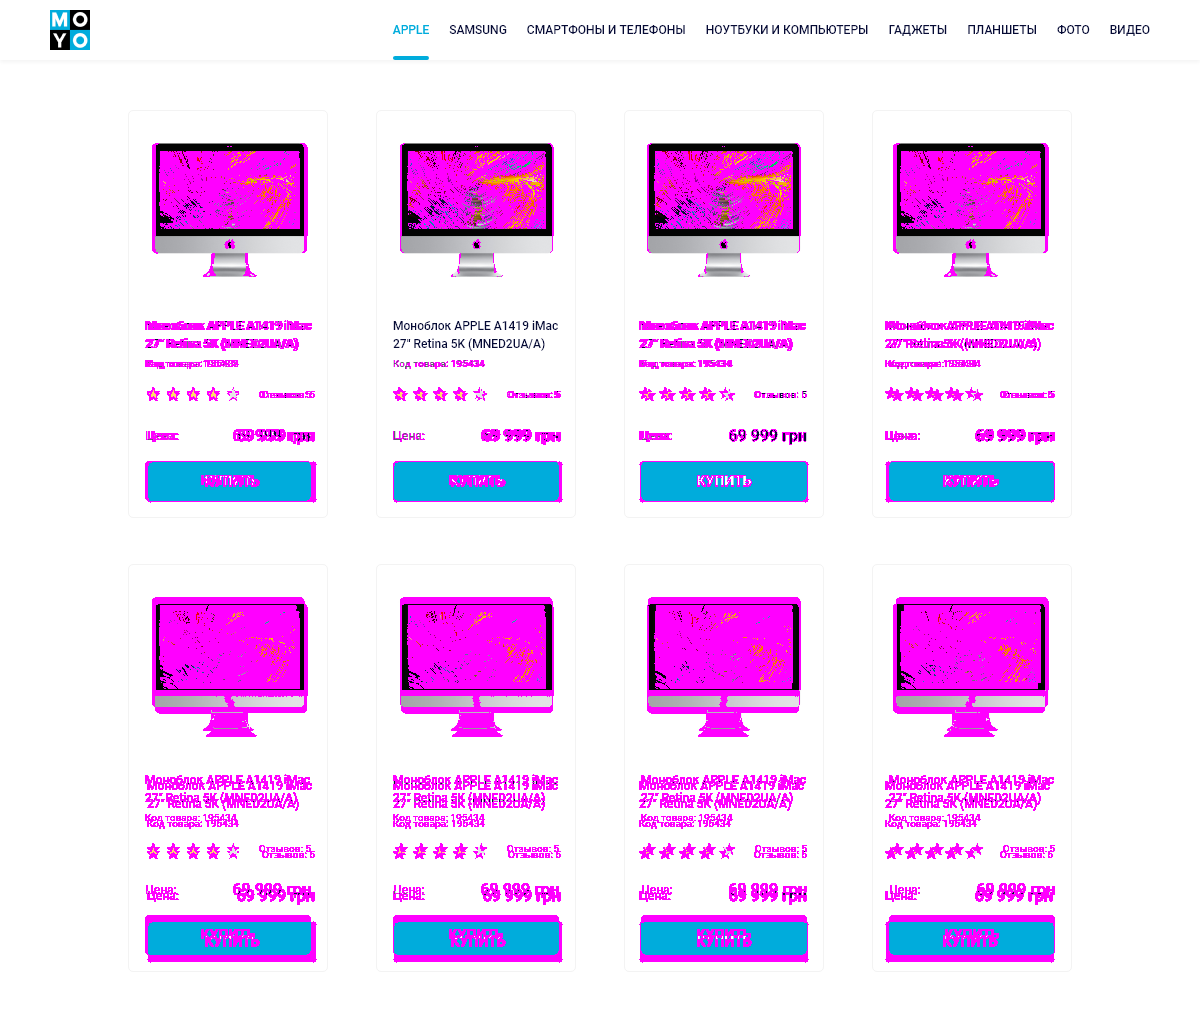 MO
YO
APPLE SAMSUNG СМАРТФОНЫ И ТЕЛЕФОНЫ НОУТБУКИ И КОМПЬЮТЕРЫ ГАДЖЕТЫ ПЛАНШЕТЫ ФОТО ВИДЕО
Моноблок APPLE A1419 iMac
27" Retina 5K (MNED2UA/A)
Код товара: 195434
Отзывов: 5
Цена:
69 999 грн
КУПИТЬ
Моноблок APPLE A1419 iMac
27" Retina 5K (MNED2UA/A)
Код товара: 195434
Отзывов: 5
Цена:
69 999 грн
КУПИТЬ
Моноблок APPLE A1419 iMac
27" Retina 5K (MNED2UA/A)
Код товара: 195434
Отзывов: 5
Цена:
69 999 грн
КУПИТЬ
Моноблок APPLE A1419 iMac
27" Retina 5K (MNED2UA/A)
Код товара: 195434
Отзывов: 5
Цена:
69 999 грн
КУПИТЬ
Моноблок APPLE A1419 iMac
27" Retina 5K (MNED2UA/A)
Код товара: 195434
Отзывов: 5
Цена:
69 999 грн
КУПИТЬ
Моноблок APPLE A1419 iMac
27" Retina 5K (MNED2UA/A)
Код товара: 195434
Отзывов: 5
Цена:
69 999 грн
КУПИТЬ
Моноблок APPLE A1419 iMac
27" Retina 5K (MNED2UA/A)
Код товара: 195434
Отзывов: 5
Цена:
69 999 грн
КУПИТЬ
Моноблок APPLE A1419 iMac
27" Retina 5K (MNED2UA/A)
Код товара: 195434
Отзывов: 5
Цена:
69 999 грн
КУПИТЬ